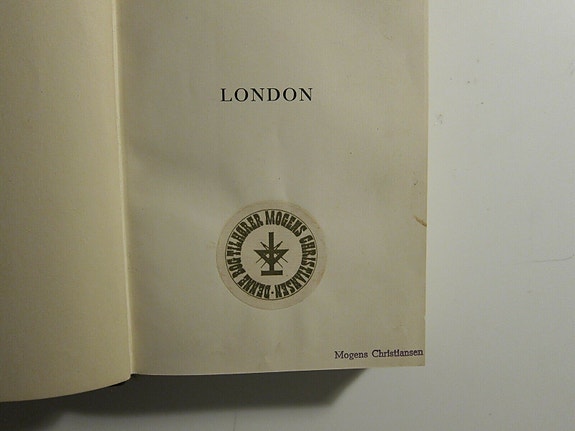 LONDON
DENNE BOG TILHØRER MOGENS CHRISTIANSEN ·
Mogens Christiansen